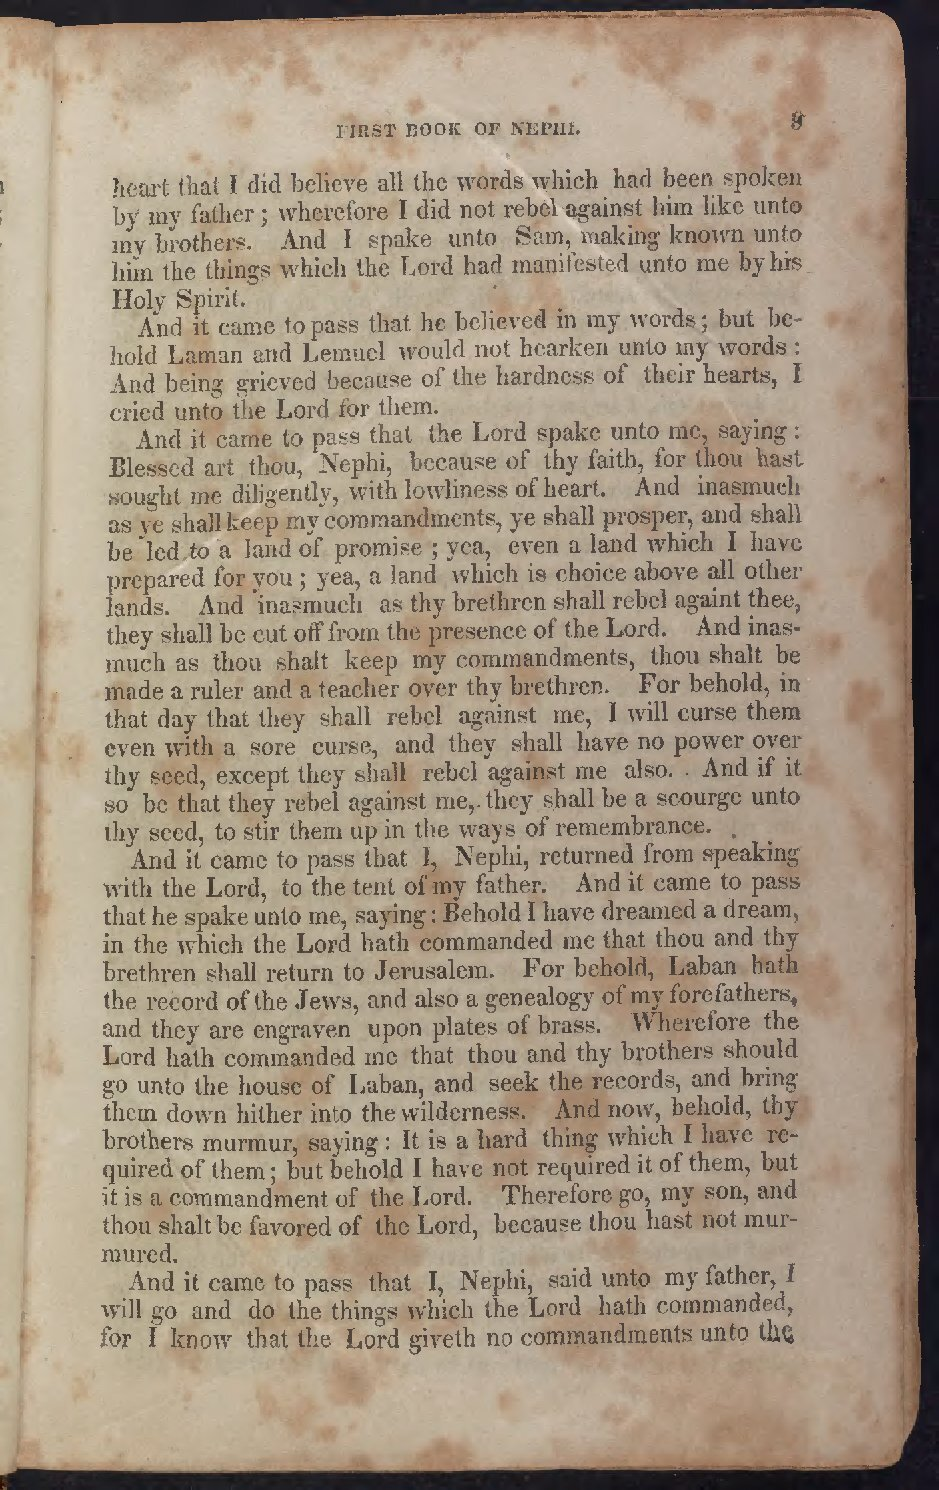 FIRST BOOK OF NEPHI. 9
heart that I did believe all the words which had been spoken
by my father; wherefore I did not rebel against him like unto
my brothers. And I spake unto Sam, making known unto
him the things which the Lord had manifested unto me by his
Holy Spirit.
And it came to pass that he believed in my words; but be-
hold Laman and Lemuel would not hearken unto my words:
And being grieved because of the hardness of their hearts, I
cried unto the Lord for them.
And it came to pass that the Lord spake unto me, saying:
Blessed art thou, Nephi, because of thy faith, for thou hast
sought me diligently, with lowliness of heart. And inasmuch
as ye shall keep my commandments, ye shall prosper, and shall
be led to a land of promise; yea, even a land which I have
prepared for you; yea, a land which is choice above all other
lands. And inasmuch as thy brethren shall rebel againt thee,
they shall be cut off from the presence of the Lord. And inas-
much as thou shalt keep my commandments, thou shalt be
made a ruler and a teacher over thy brethren. For behold, in
that day that they shall rebel against me, I will curse them
even with a sore curse, and they shall have no power over
thy seed, except they shall rebel against me also. And if it
so be that they rebel against me, they shall be a scourge unto
thy seed, to stir them up in the ways of remembrance.
And it came to pass that I, Nephi, returned from speaking
with the Lord, to the tent of my father. And it came to pass
that he spake unto me, saying: Behold I have dreamed a dream,
in the which the Lord hath commanded me that thou and thy
brethren shall return to Jerusalem. For behold, Laban hath
the record of the Jews, and also a genealogy of my forefathers,
and they are engraven upon plates of brass. Wherefore the
Lord hath commanded me that thou and thy brothers should
go unto the house of Laban, and seek the records, and bring
them down hither into the wilderness. And now, behold, thy
brothers murmur, saying: It is a hard thing which I have re-
quired of them; but behold I have not required it of them, but
it is a commandment of the Lord. Therefore go, my son, and
thou shalt be favored of the Lord, because thou hast not mur-
mured.
And it came to pass that I, Nephi, said unto my father, I
will go and do the things which the Lord hath commanded,
for I know that the Lord giveth no commandments unto the